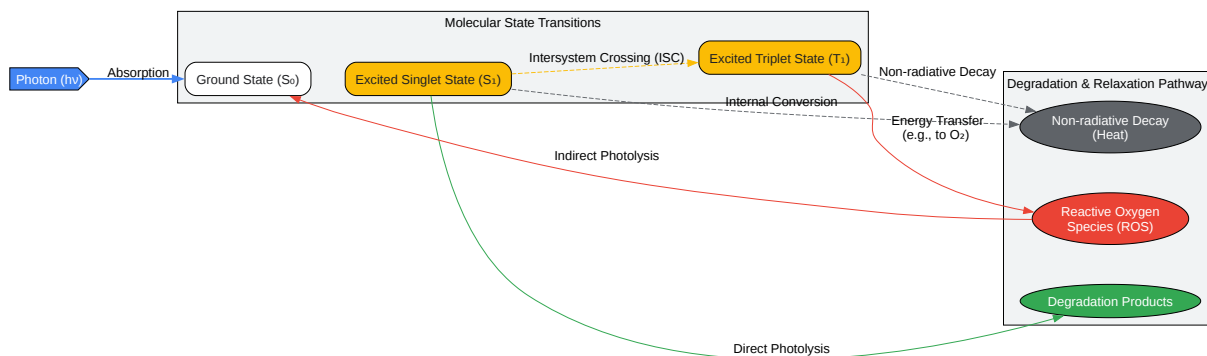 Molecular State Transitions
Photon (hν)
Absorption
Ground State (S₀)
Excited Singlet State (S₁)
Intersystem Crossing (ISC)
Excited Triplet State (T₁)
Non-radiative Decay
Internal Conversion
Energy Transfer
(e.g., to O₂)
Indirect Photolysis
Degradation & Relaxation Pathway
Non-radiative Decay
(Heat)
Reactive Oxygen
Species (ROS)
Degradation Products
Direct Photolysis